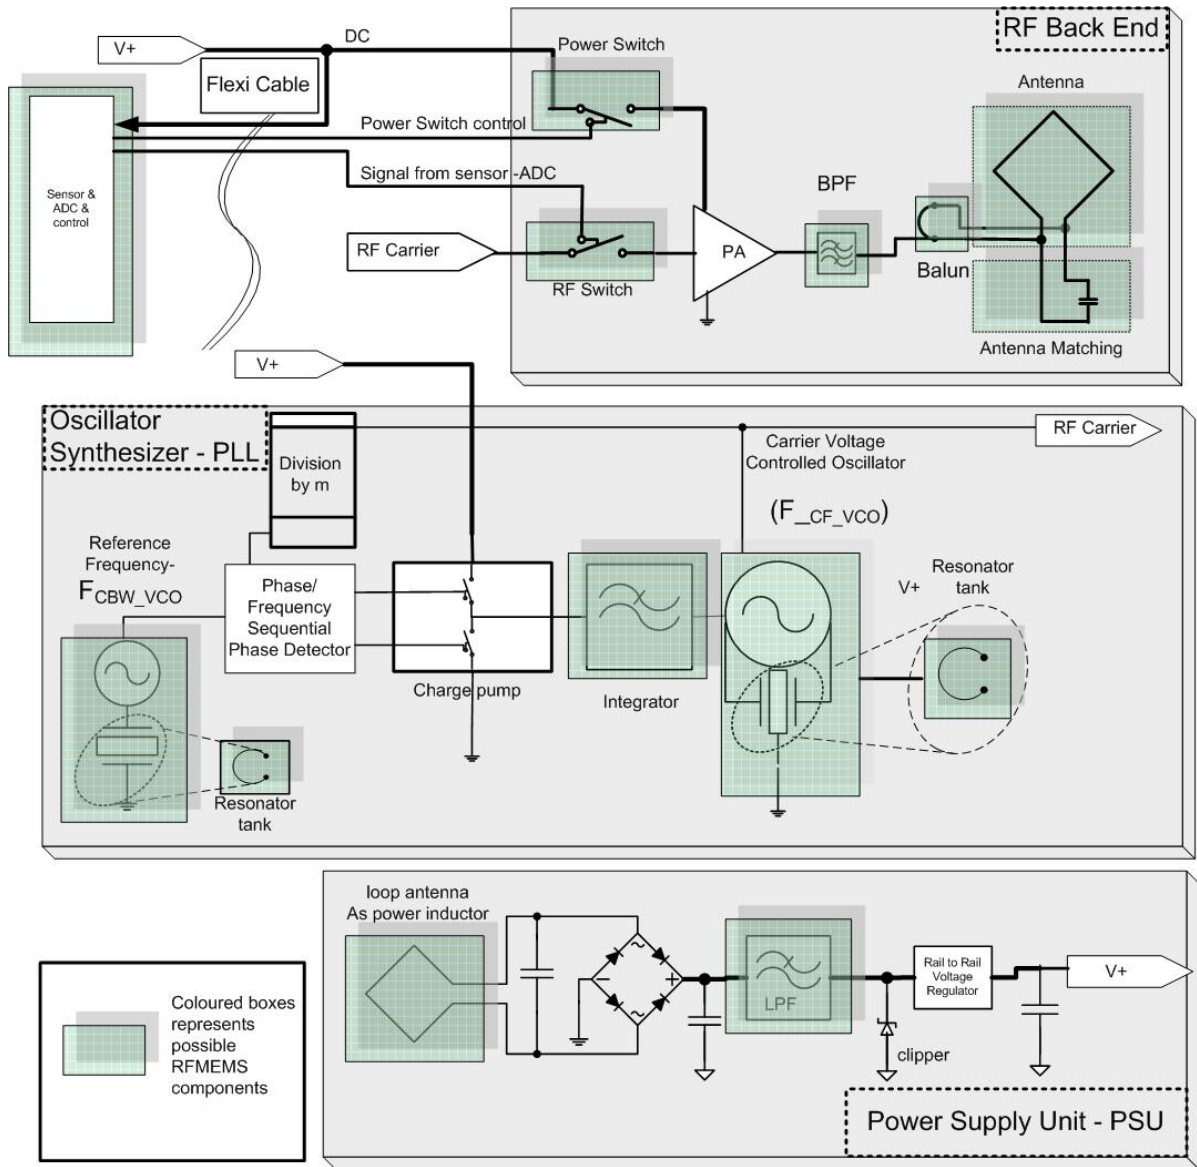 RF Back End
V+
DC
Power Switch
Flexi Cable
Antenna
Power Switch control
Signal from sensor -ADC
Sensor &
ADC &
control
BPF
RF Carrier
PA
RF Switch
Balun
Antenna Matching
V+
Oscillator
Synthesizer - PLL
RF Carrier
Division
by m
Carrier Voltage
Controlled Oscillator
(F_CF_VCO)
Reference
Frequency-
FCBW_VCO
Phase/
Frequency
Sequential
Phase Detector
V+
Resonator
tank
Charge pump
Integrator
Resonator
tank
loop antenna
As power inductor
LPF
Rail to Rail
Voltage
Regulator
V+
clipper
Coloured boxes
represents
possible
RFMEMS
components
Power Supply Unit - PSU